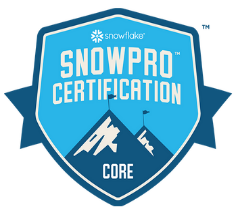 ™
snowflake®
SNOWPRO™
CERTIFICATION
CORE